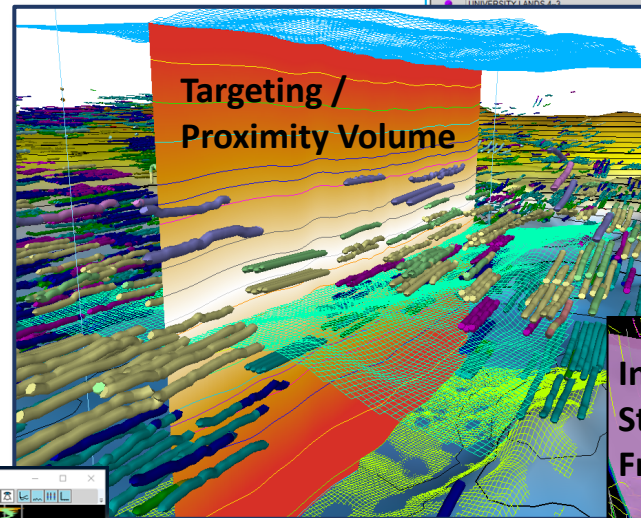 UNIVERSITY LANDS 4-3
Targeting /
Proximity Volume
In
St
Fr